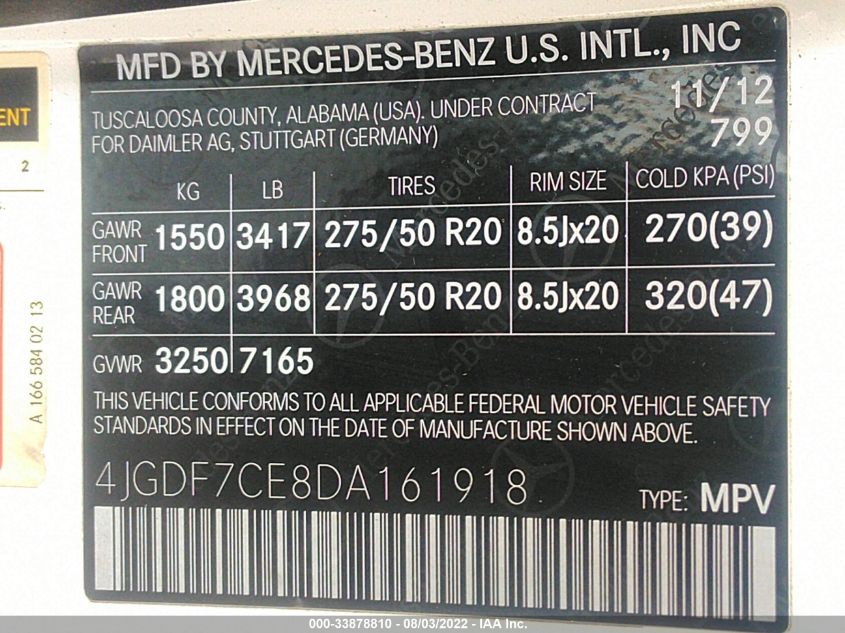 MFD BY MERCEDES-BENZ U.S. INTL., INC
TUSCALOOSA COUNTY, ALABAMA (USA). UNDER CONTRACT 11/12
FOR DAIMLER AG, STUTTGART (GERMANY) 799
KG LB TIRES RIM SIZE COLD KPA (PSI)
GAWR FRONT 1550 3417 275/50 R20 8.5Jx20 270(39)
GAWR REAR 1800 3968 275/50 R20 8.5Jx20 320(47)
GVWR 3250 7165
THIS VEHICLE CONFORMS TO ALL APPLICABLE FEDERAL MOTOR VEHICLE SAFETY
STANDARDS IN EFFECT ON THE DATE OF MANUFACTURE SHOWN ABOVE.
4JGDF7CE8DA161918 TYPE: MPV
ENT
2
A 166 584 02 13
000-33878810 - 08/03/2022 - IAA Inc.